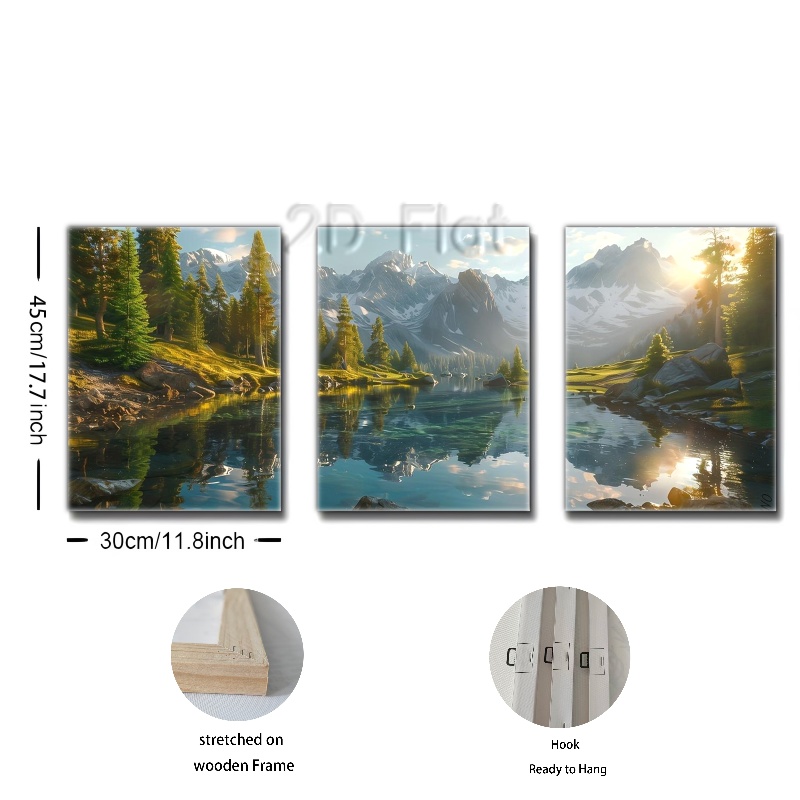 2D Flat
45cm/17.7inch
30cm/11.8inch
stretched on
wooden Frame
Hook
Ready to Hang